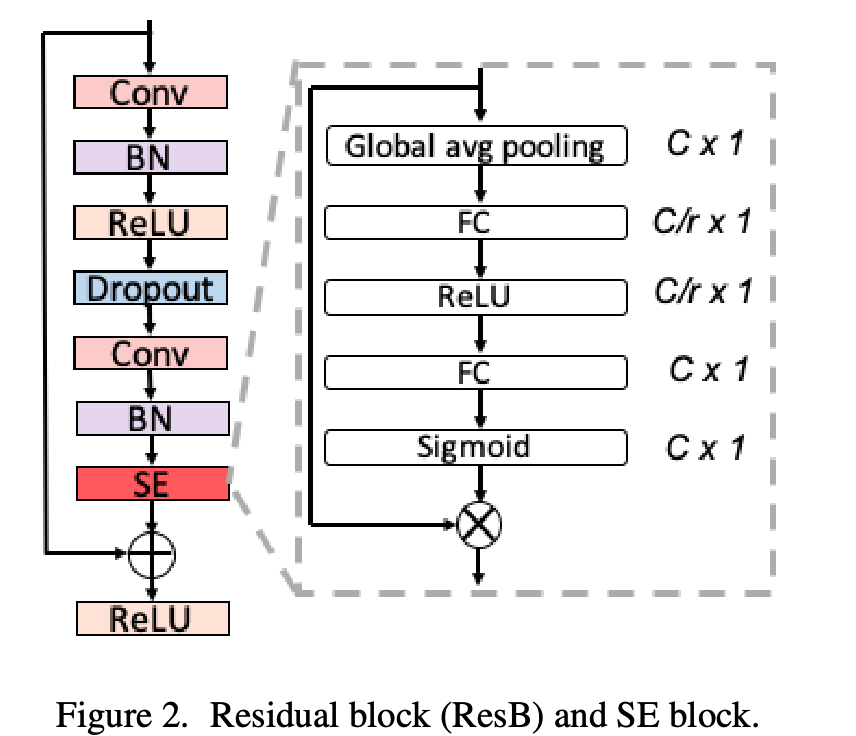 Conv
BN
ReLU
Dropout
Conv
BN
SE
ReLU
Global avg pooling C x 1
FC C/r x 1
ReLU C/r x 1
FC C x 1
Sigmoid C x 1
Figure 2. Residual block (ResB) and SE block.